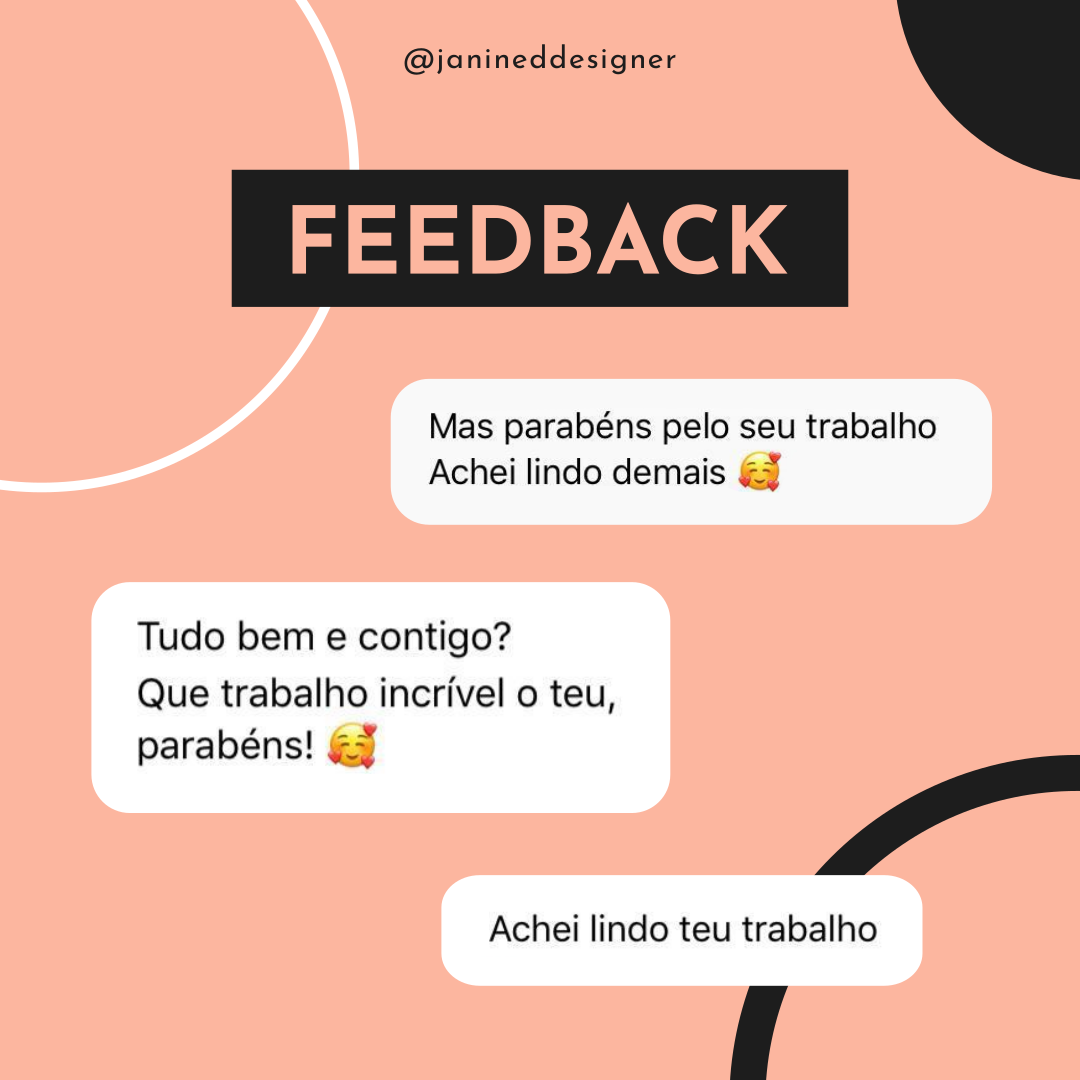 @janineddesigner
FEEDBACK
Mas parabéns pelo seu trabalho
Achei lindo demais 🥰
Tudo bem e contigo?
Que trabalho incrível o teu,
parabéns! 🥰
Achei lindo teu trabalho